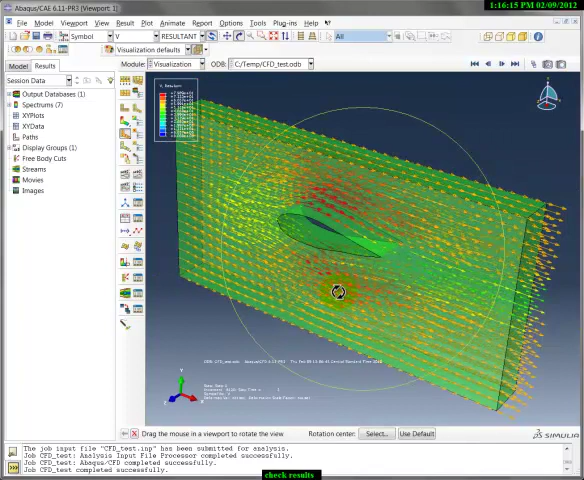 Abaqus/CAE 6.11-PR3 [Viewport: 1]
1:16:15 PM 02/09/2012
File Model Viewport View Result Plot Animate Report Options Tools Plug-ins Help
Symbol V RESULTANT All
Visualization defaults
Model Results Module: Visualization ODB: C:/Temp/CFD_test.odb
Session Data
Output Databases (1)
Spectrums (7)
XYPlots
XYData
Paths
Display Groups (1)
Free Body Cuts
Streams
Movies
Images
V, Resultant
Drag the mouse in a viewport to rotate the view Rotation center: Select... Use Default
SIMULIA
The job input file "CFD_test.inp" has been submitted for analysis.
Job CFD_test: Analysis Input File Processor completed successfully.
Job CFD_test: Abaqus/CFD completed successfully.
Job CFD_test completed successfully.
check results